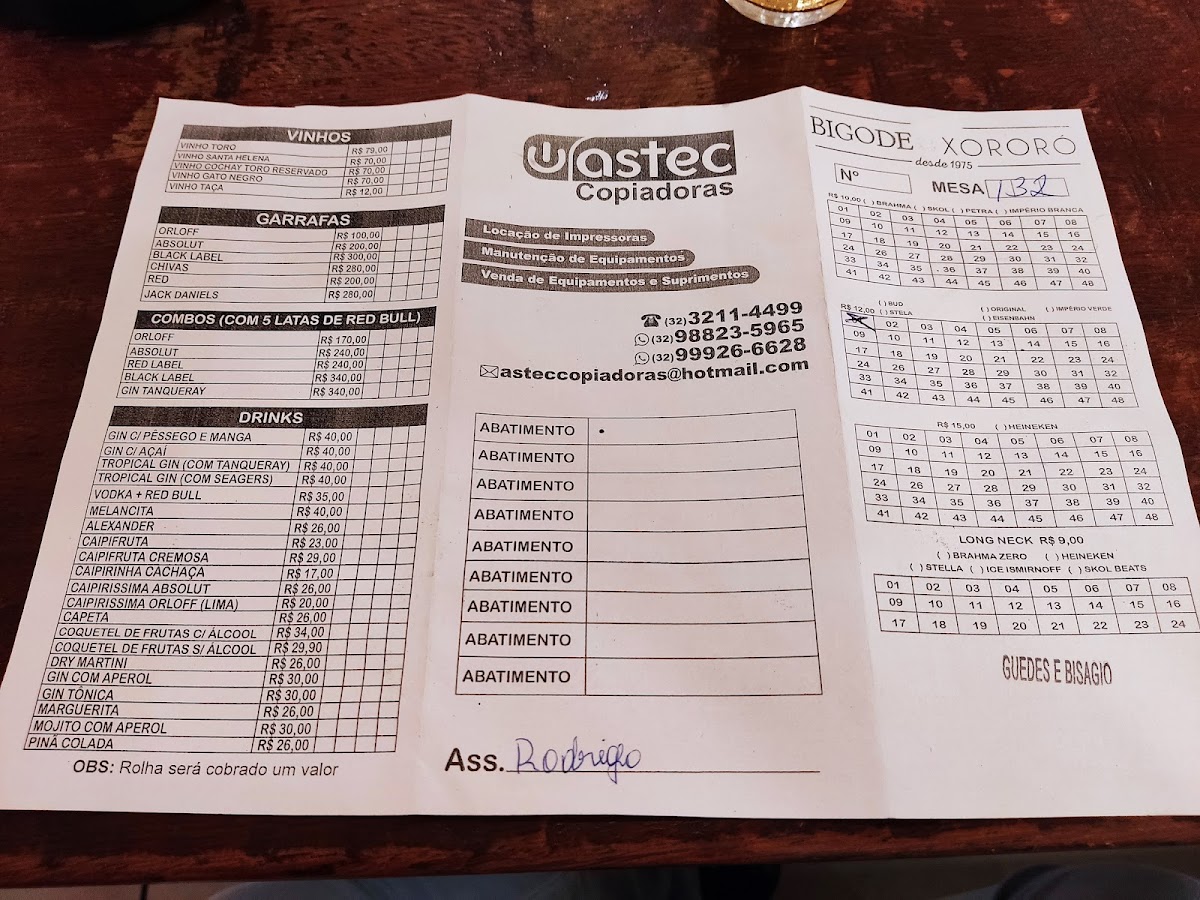 VINHOS
VINHO TORO R$ 79,00
VINHO SANTA HELENA R$ 70,00
VINHO COCHAY TORO RESERVADO R$ 70,00
VINHO GATO NEGRO R$ 70,00
VINHO TAÇA R$ 12,00
GARRAFAS
ORLOFF R$ 100,00
ABSOLUT R$ 200,00
BLACK LABEL R$ 300,00
CHIVAS R$ 280,00
RED R$ 200,00
JACK DANIELS R$ 280,00
COMBOS (COM 5 LATAS DE RED BULL)
ORLOFF R$ 170,00
ABSOLUT R$ 240,00
RED LABEL R$ 240,00
BLACK LABEL R$ 340,00
GIN TANQUERAY R$ 340,00
DRINKS
GIN C/ PÊSSEGO E MANGA R$ 40,00
GIN C/ AÇAÍ R$ 40,00
TROPICAL GIN (COM TANQUERAY) R$ 40,00
TROPICAL GIN (COM SEAGERS) R$ 40,00
VODKA + RED BULL R$ 35,00
MELANCITA R$ 40,00
ALEXANDER R$ 26,00
CAIPIFRUTA R$ 23,00
CAIPIFRUTA CREMOSA R$ 29,00
CAIPIRINHA CACHAÇA R$ 17,00
CAIPIRISSIMA ABSOLUT R$ 26,00
CAIPIRISSIMA ORLOFF (LIMA) R$ 20,00
CAPETA R$ 26,00
COQUETEL DE FRUTAS C/ ÁLCOOL R$ 34,00
COQUETEL DE FRUTAS S/ ÁLCOOL R$ 29,90
DRY MARTINI R$ 26,00
GIN COM APEROL R$ 30,00
GIN TÔNICA R$ 30,00
MARGUERITA R$ 26,00
MOJITO COM APEROL R$ 30,00
PINÃ COLADA R$ 26,00
OBS: Rolha será cobrado um valor
astec
Copiadoras
Locação de Impressoras
Manutenção de Equipamentos
Venda de Equipamentos e Suprimentos
(32)3211-4499
(32)98823-5965
(32)99926-6628
asteccopiadoras@hotmail.com
ABATIMENTO
ABATIMENTO
ABATIMENTO
ABATIMENTO
ABATIMENTO
ABATIMENTO
ABATIMENTO
ABATIMENTO
ABATIMENTO
Ass. Rodrigo
BIGODE XORORÓ
desde 1975
Nº MESA 132
R$ 10,00 ( ) BRAHMA ( ) SKOL ( ) PETRA ( ) IMPÉRIO BRANCA
01 02 03 04 05 06 07 08
09 10 11 12 13 14 15 16
17 18 19 20 21 22 23 24
24 26 27 28 29 30 31 32
33 34 35 36 37 38 39 40
41 42 43 44 45 46 47 48
( ) BUD ( ) ORIGINAL ( ) IMPÉRIO VERDE
R$ 12,00 ( ) STELA ( ) EISENBAHN
02 03 04 05 06 07 08
09 10 11 12 13 14 15 16
17 18 19 20 21 22 23 24
24 26 27 28 29 30 31 32
33 34 35 36 37 38 39 40
41 42 43 44 45 46 47 48
R$ 15,00 ( ) HEINEKEN
01 02 03 04 05 06 07 08
09 10 11 12 13 14 15 16
17 18 19 20 21 22 23 24
24 26 27 28 29 30 31 32
33 34 35 36 37 38 39 40
41 42 43 44 45 46 47 48
LONG NECK R$ 9,00
( ) BRAHMA ZERO ( ) HEINEKEN
( ) STELLA ( ) ICE ISMIRNOFF ( ) SKOL BEATS
01 02 03 04 05 06 07 08
09 10 11 12 13 14 15 16
17 18 19 20 21 22 23 24
GUEDES E BISAGIO